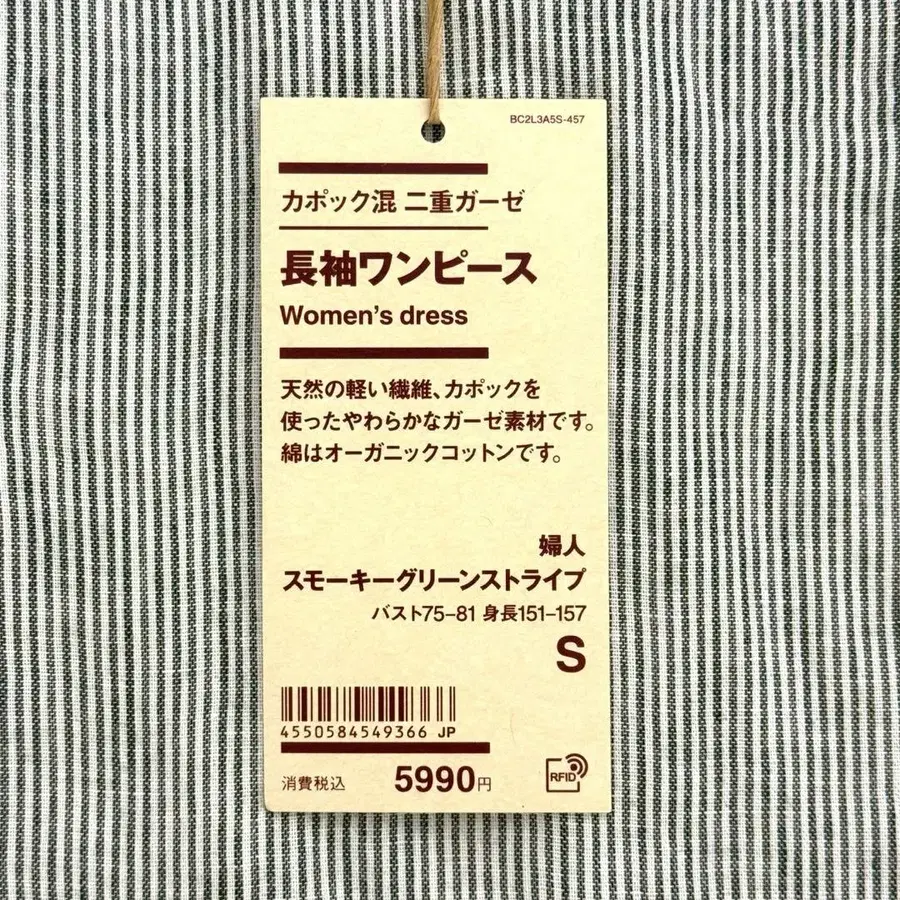 BC2L3A5S-457
カポック混 二重ガーゼ
長袖ワンピース
Women's dress
天然の軽い繊維、カポックを
使ったやわらかなガーゼ素材です。
綿はオーガニックコットンです。
婦人
スモーキーグリーンストライプ
バスト75–81 身長151–157
S
4550584549366 JP
消費税込 5990円
RFID